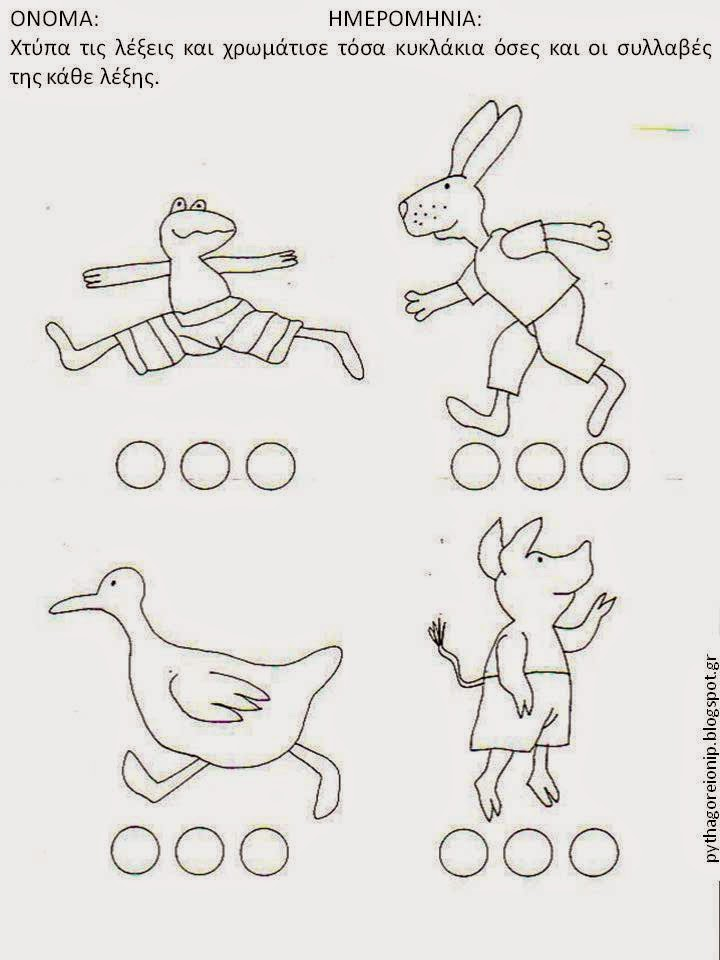 ΟΝΟΜΑ: ΗΜΕΡΟΜΗΝΙΑ:
Χτύπα τις λέξεις και χρωμάτισε τόσα κυκλάκια όσες και οι συλλαβές
της κάθε λέξης.
pythagoreionip.blogspot.gr